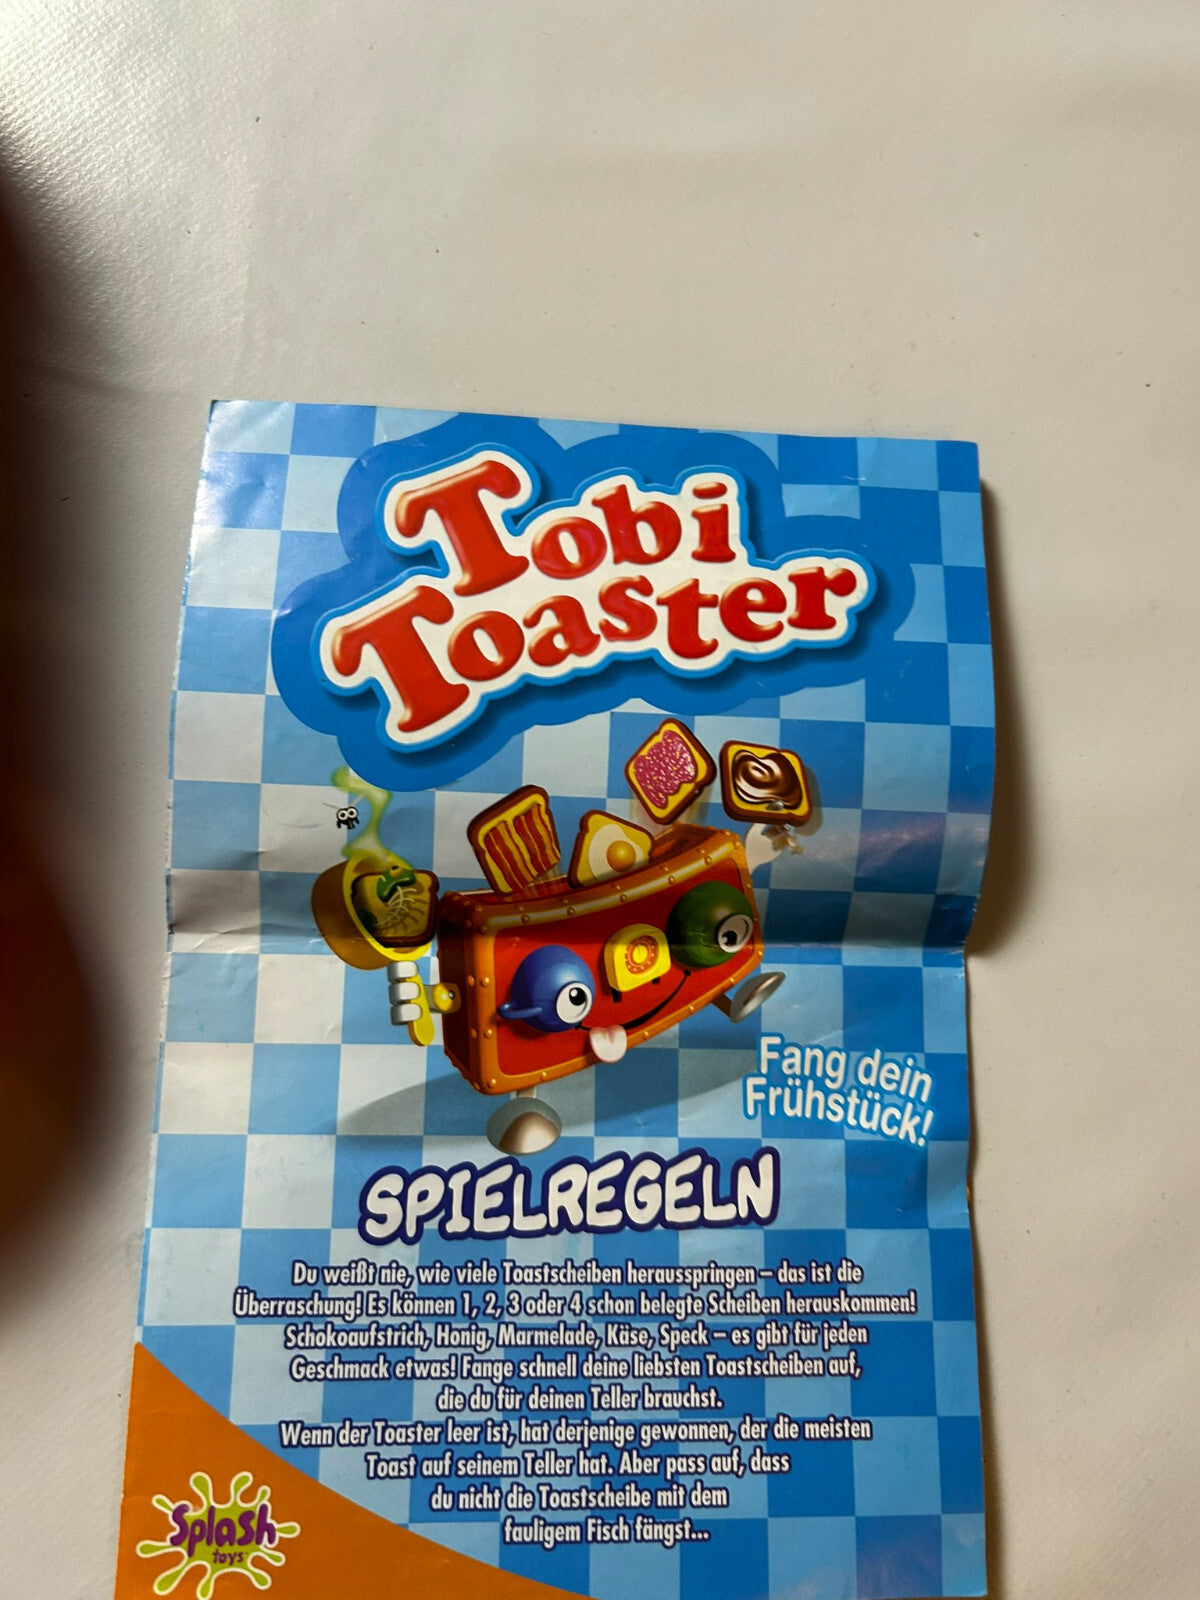 Tobi
Toaster
Fang dein
Frühstück!
SPIELREGELN
Du weißt nie, wie viele Toastscheiben herausspringen – das ist die
Überraschung! Es können 1, 2, 3 oder 4 schon belegte Scheiben herauskommen!
Schokoaufstrich, Honig, Marmelade, Käse, Speck – es gibt für jeden
Geschmack etwas! Fange schnell deine liebsten Toastscheiben auf,
die du für deinen Teller brauchst.
Wenn der Toaster leer ist, hat derjenige gewonnen, der die meisten
Toast auf seinem Teller hat. Aber pass auf, dass
du nicht die Toastscheibe mit dem
fauligem Fisch fängst...
Splash
toys